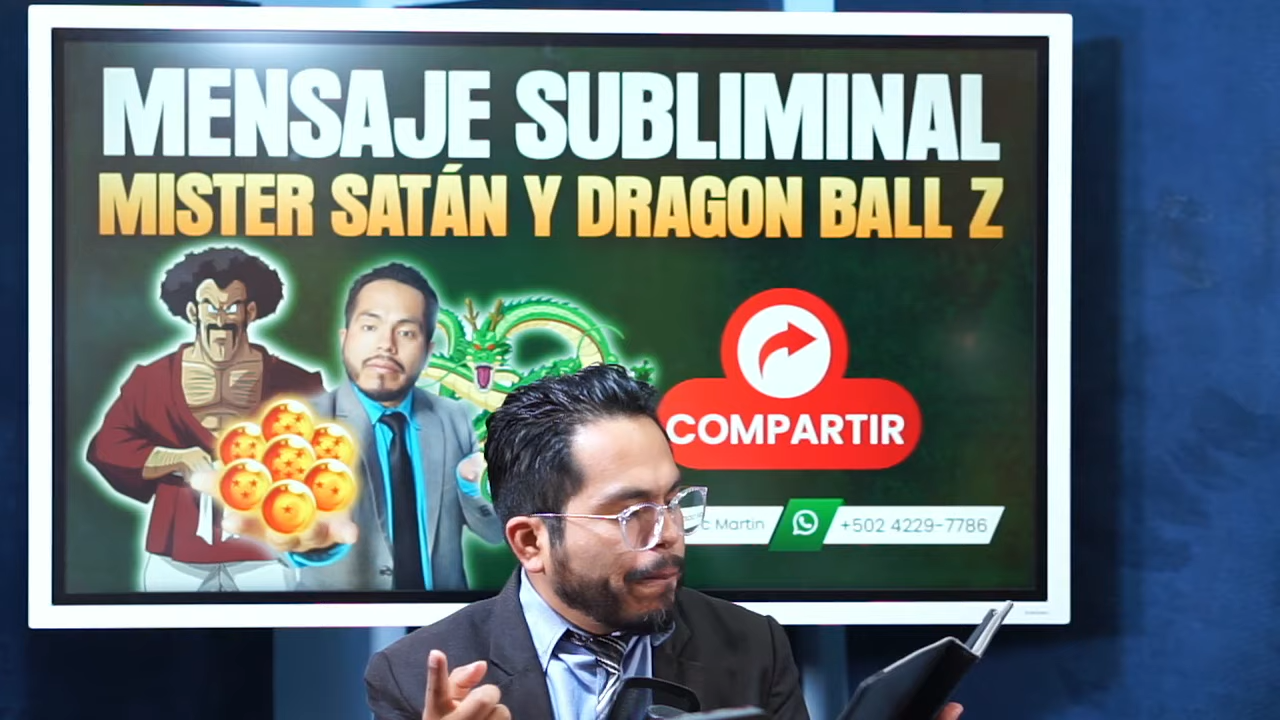 MENSAJE SUBLIMINAL
MISTER SATÁN Y DRAGON BALL Z
COMPARTIR
c Martin
+502 4229-7786